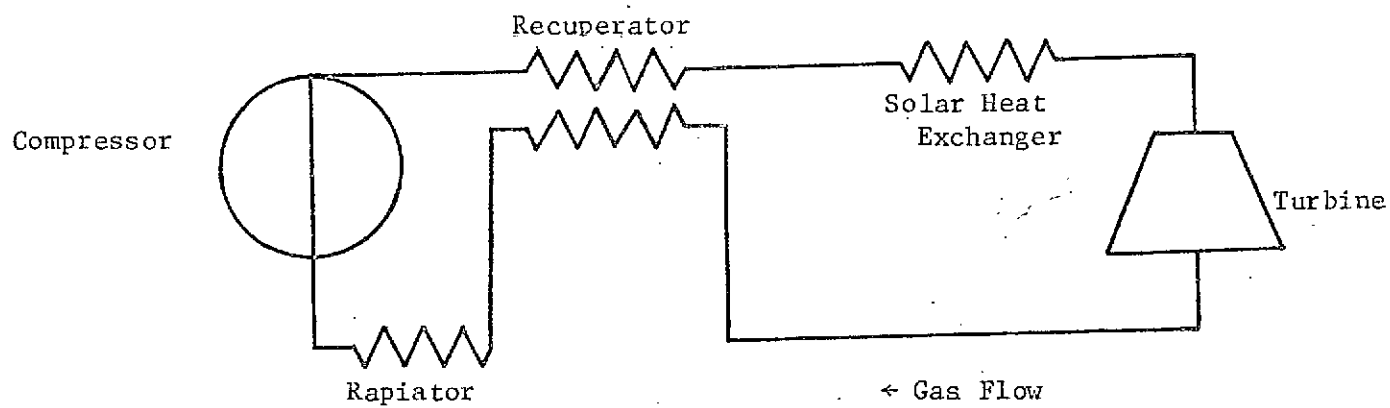 Recuperator
Solar Heat
Exchanger
Compressor
Turbine
Rapiator
← Gas Flow